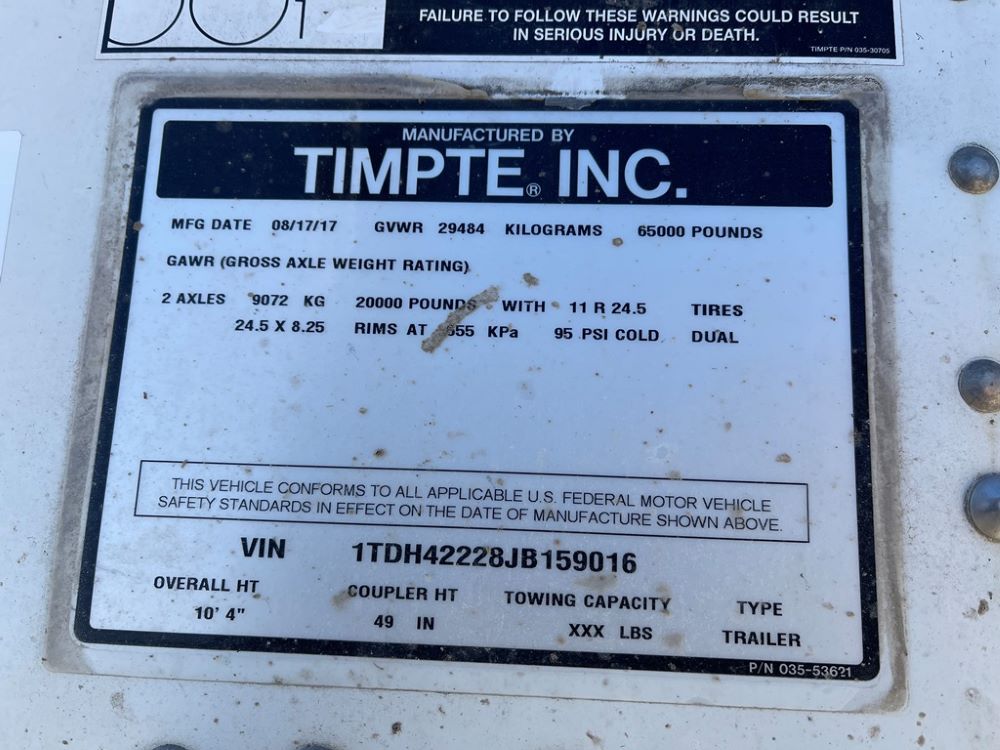 FAILURE TO FOLLOW THESE WARNINGS COULD RESULT
IN SERIOUS INJURY OR DEATH.
TIMPTE P/N 035-30705
MANUFACTURED BY
TIMPTE® INC.
MFG DATE 08/17/17 GVWR 29484 KILOGRAMS 65000 POUNDS
GAWR (GROSS AXLE WEIGHT RATING)
2 AXLES 9072 KG 20000 POUNDS WITH 11 R 24.5 TIRES
24.5 X 8.25 RIMS AT 655 KPa 95 PSI COLD DUAL
THIS VEHICLE CONFORMS TO ALL APPLICABLE U.S. FEDERAL MOTOR VEHICLE
SAFETY STANDARDS IN EFFECT ON THE DATE OF MANUFACTURE SHOWN ABOVE.
VIN 1TDH42228JB159016
OVERALL HT COUPLER HT TOWING CAPACITY TYPE
10' 4" 49 IN XXX LBS TRAILER
P/N 035-53621